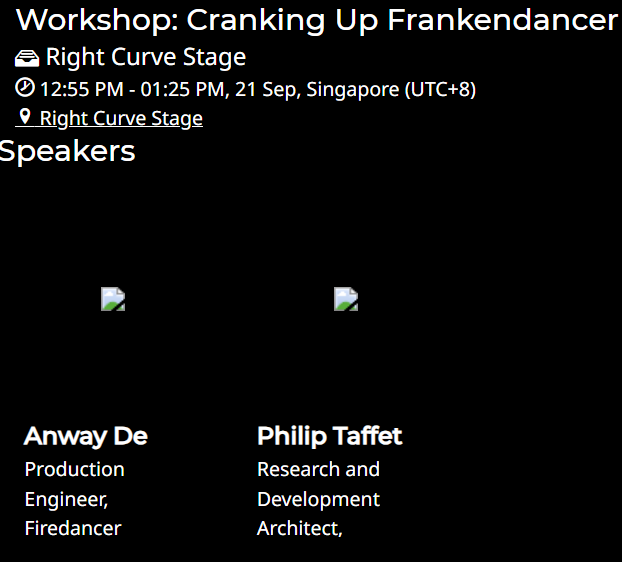 Workshop: Cranking Up Frankendancer
Right Curve Stage
12:55 PM - 01:25 PM, 21 Sep, Singapore (UTC+8)
Right Curve Stage
Speakers
Anway De
Production
Engineer,
Firedancer
Philip Taffet
Research and
Development
Architect,